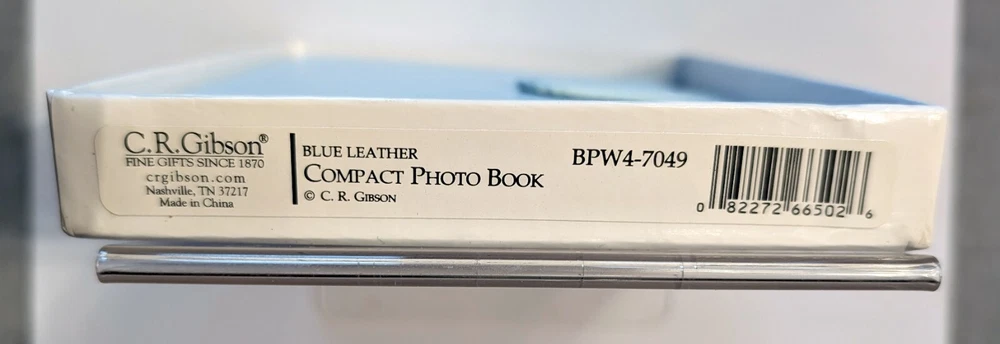 C.R.Gibson®
FINE GIFTS SINCE 1870
crgibson.com
Nashville, TN 37217
Made in China
BLUE LEATHER
COMPACT PHOTO BOOK
© C. R. GIBSON
BPW4-7049
0 82272 66502 6